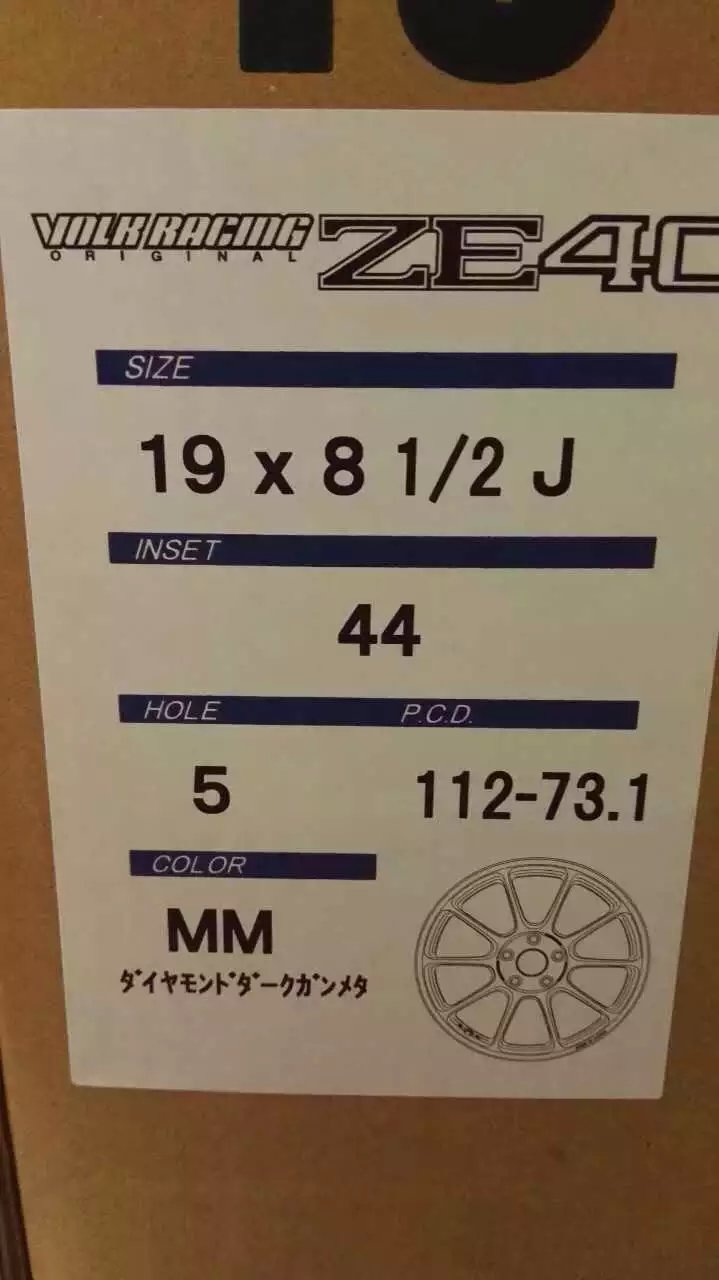 VOLK RACING ZE40
ORIGINAL
SIZE
19 x 8 1/2 J
INSET
44
HOLE P.C.D.
5 112-73.1
COLOR
MM
ダイヤモンドダークガンメタ